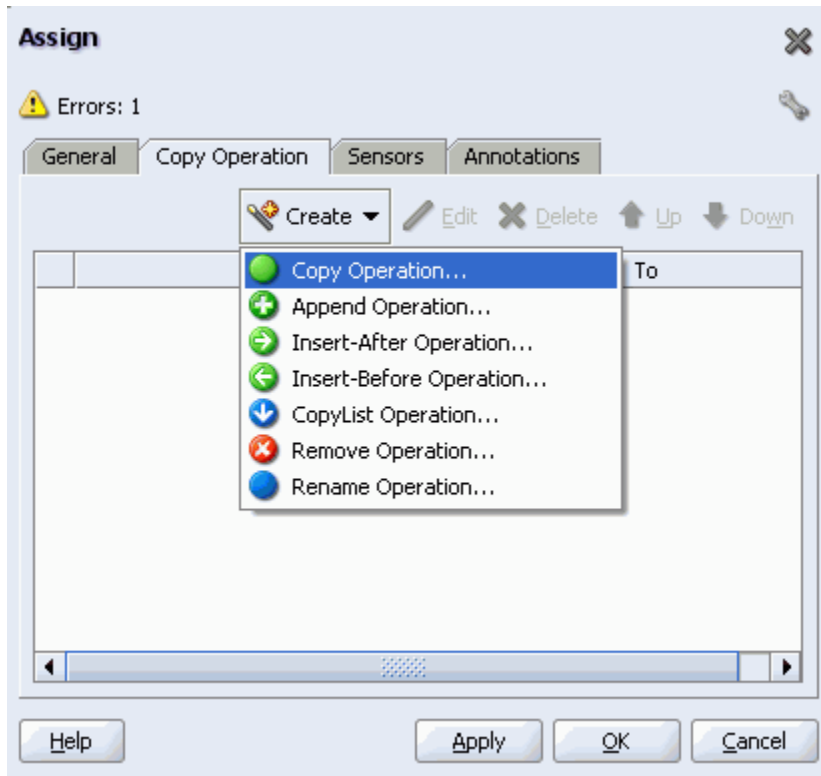 Assign
Errors: 1
General Copy Operation Sensors Annotations
Create Edit Delete Up Down
To
Copy Operation...
Append Operation...
Insert-After Operation...
Insert-Before Operation...
CopyList Operation...
Remove Operation...
Rename Operation...
Help Apply OK Cancel